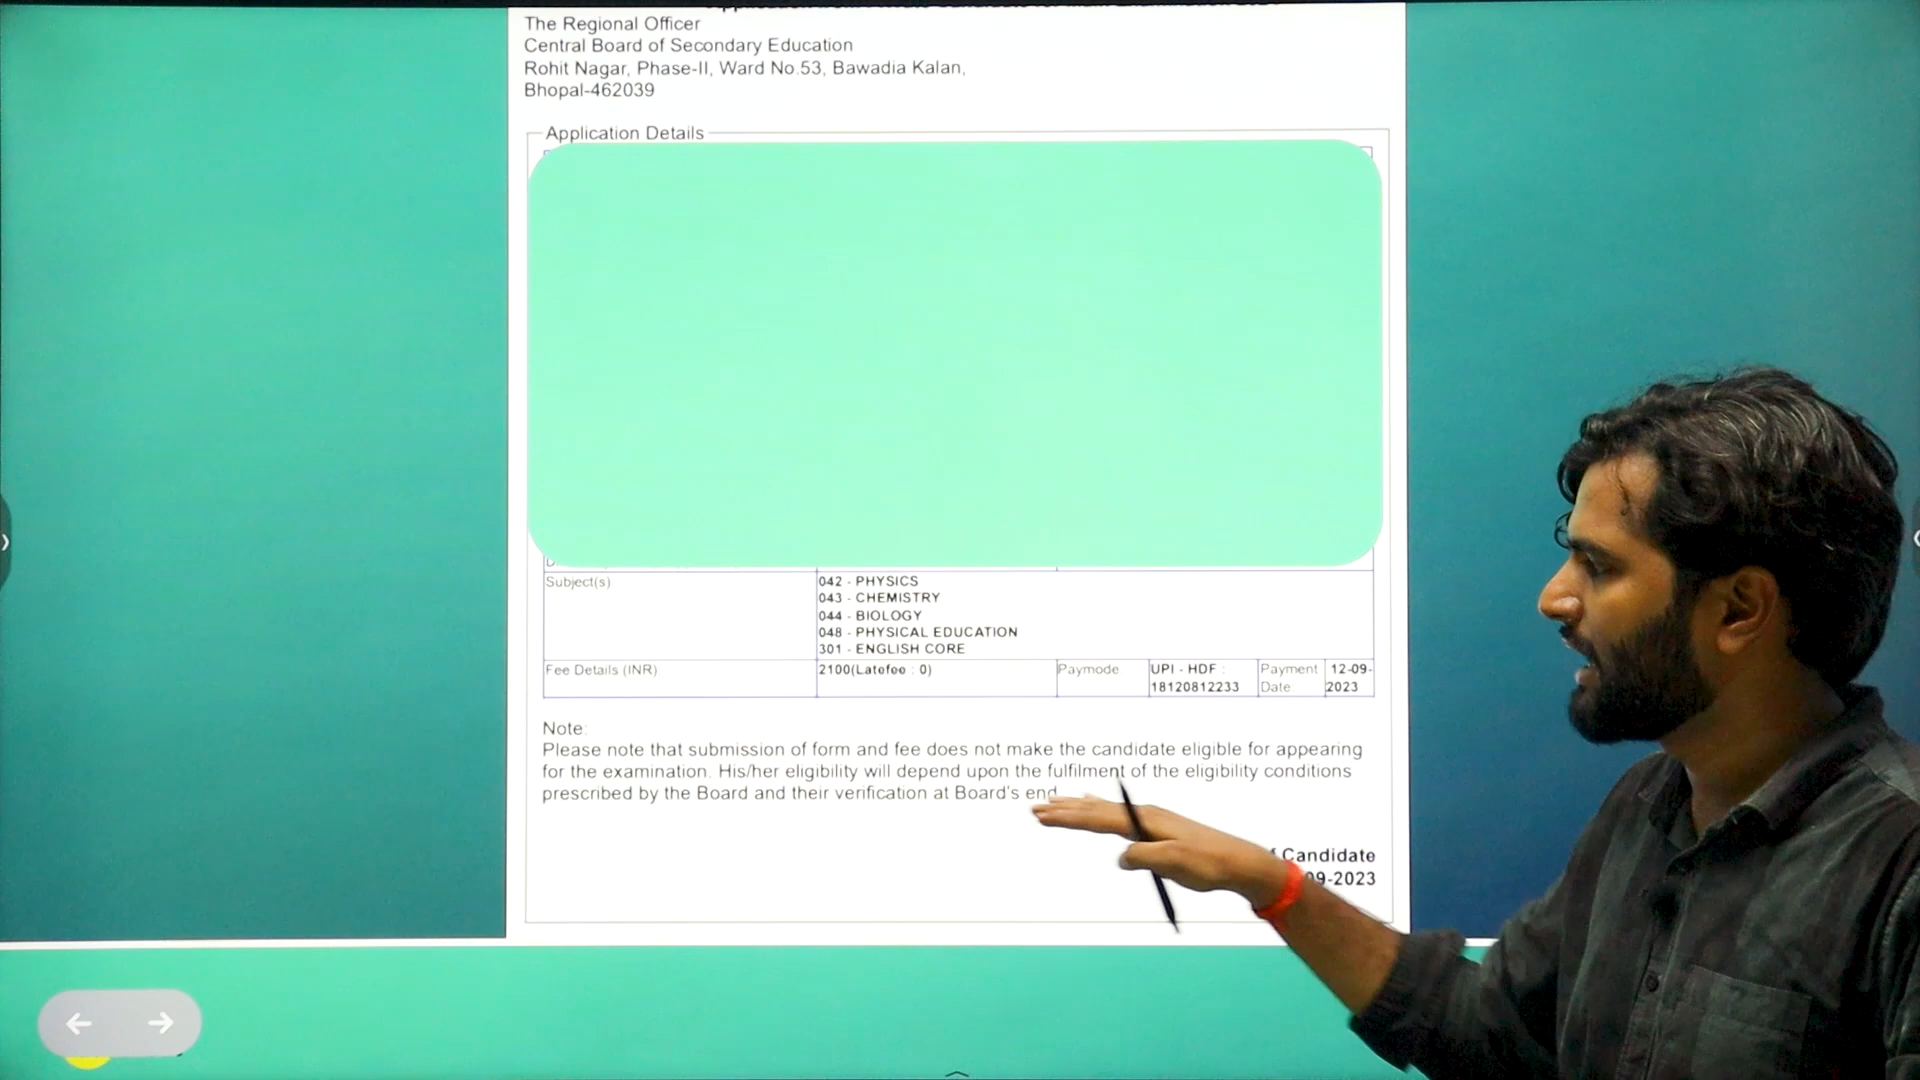 The Regional Officer
Central Board of Secondary Education
Rohit Nagar, Phase-II, Ward No.53, Bawadia Kalan,
Bhopal-462039
Application Details
Subject(s)
042 - PHYSICS
043 - CHEMISTRY
044 - BIOLOGY
048 - PHYSICAL EDUCATION
301 - ENGLISH CORE
Fee Details (INR) 2100(Latefee : 0) Paymode UPI - HDF : 18120812233 Payment Date 12-09-2023
Note:
Please note that submission of form and fee does not make the candidate eligible for appearing
for the examination. His/her eligibility will depend upon the fulfilment of the eligibility conditions
prescribed by the Board and their verification at Board's end
Candidate
09-2023